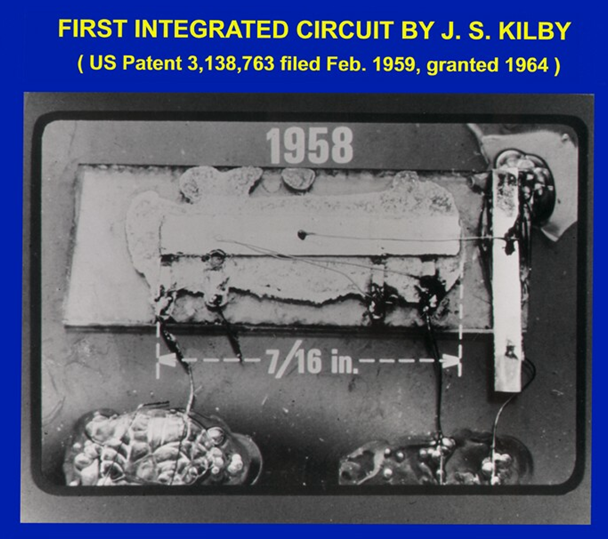 FIRST INTEGRATED CIRCUIT BY J. S. KILBY
( US Patent 3,138,763 filed Feb. 1959, granted 1964 )
1958
7/16 in.